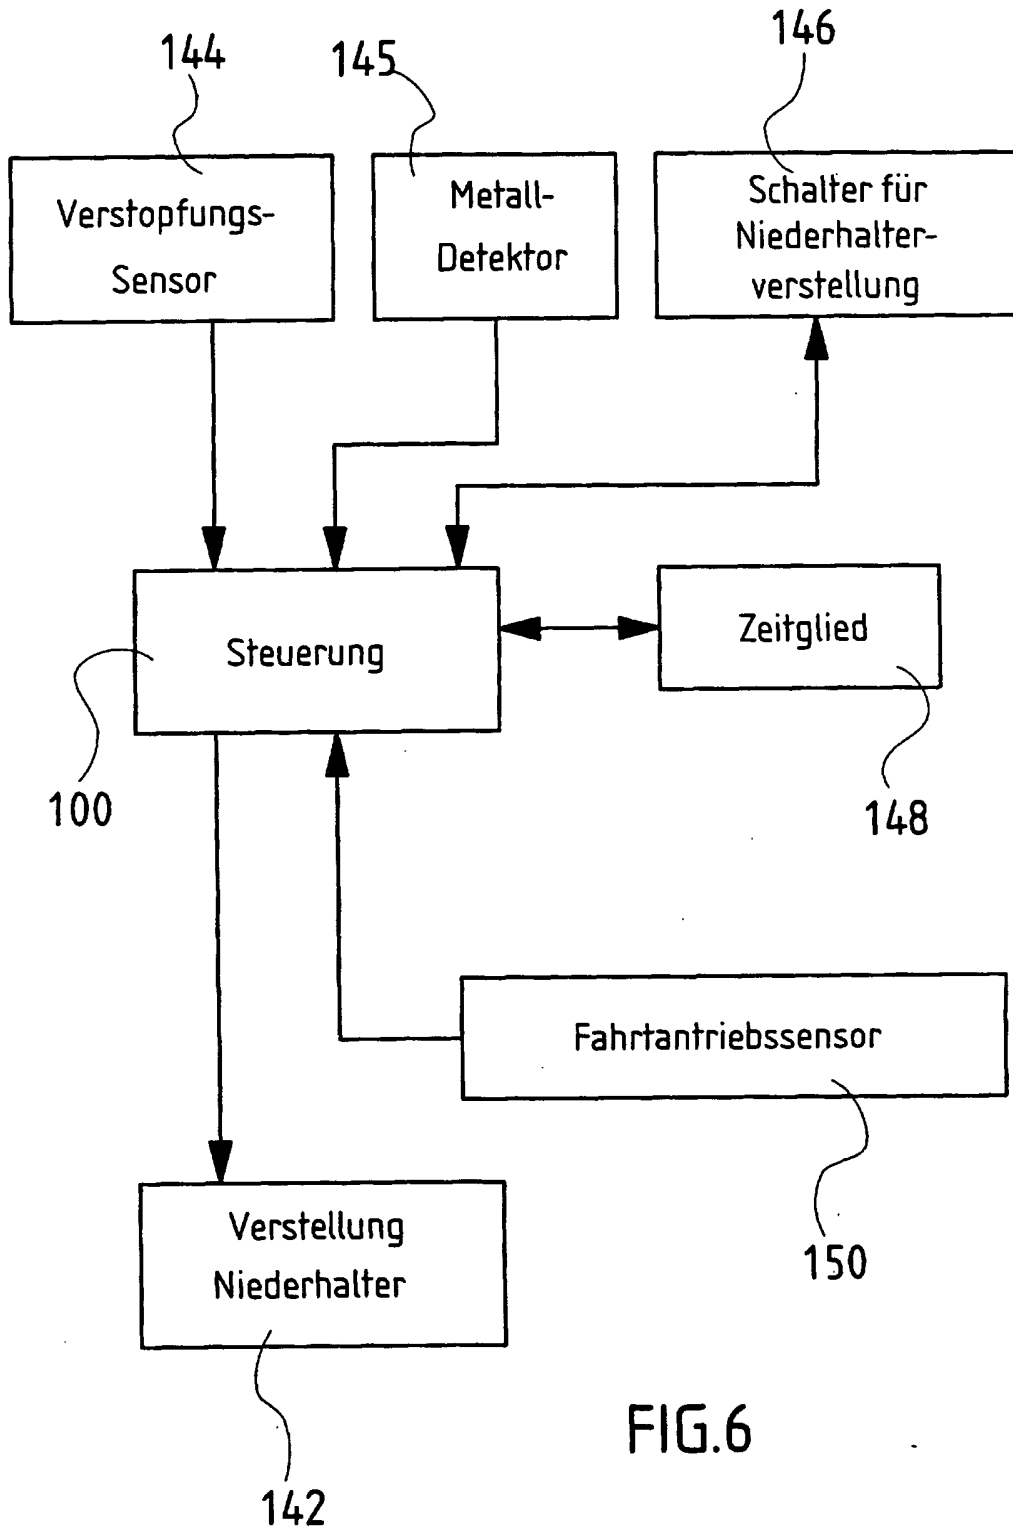 144
145
146
Verstopfungs-
Sensor
Metall-
Detektor
Schalter für
Niederhalter-
verstellung
Steuerung
Zeitglied
100
148
Fahrtantriebssensor
150
Verstellung
Niederhalter
142
FIG.6